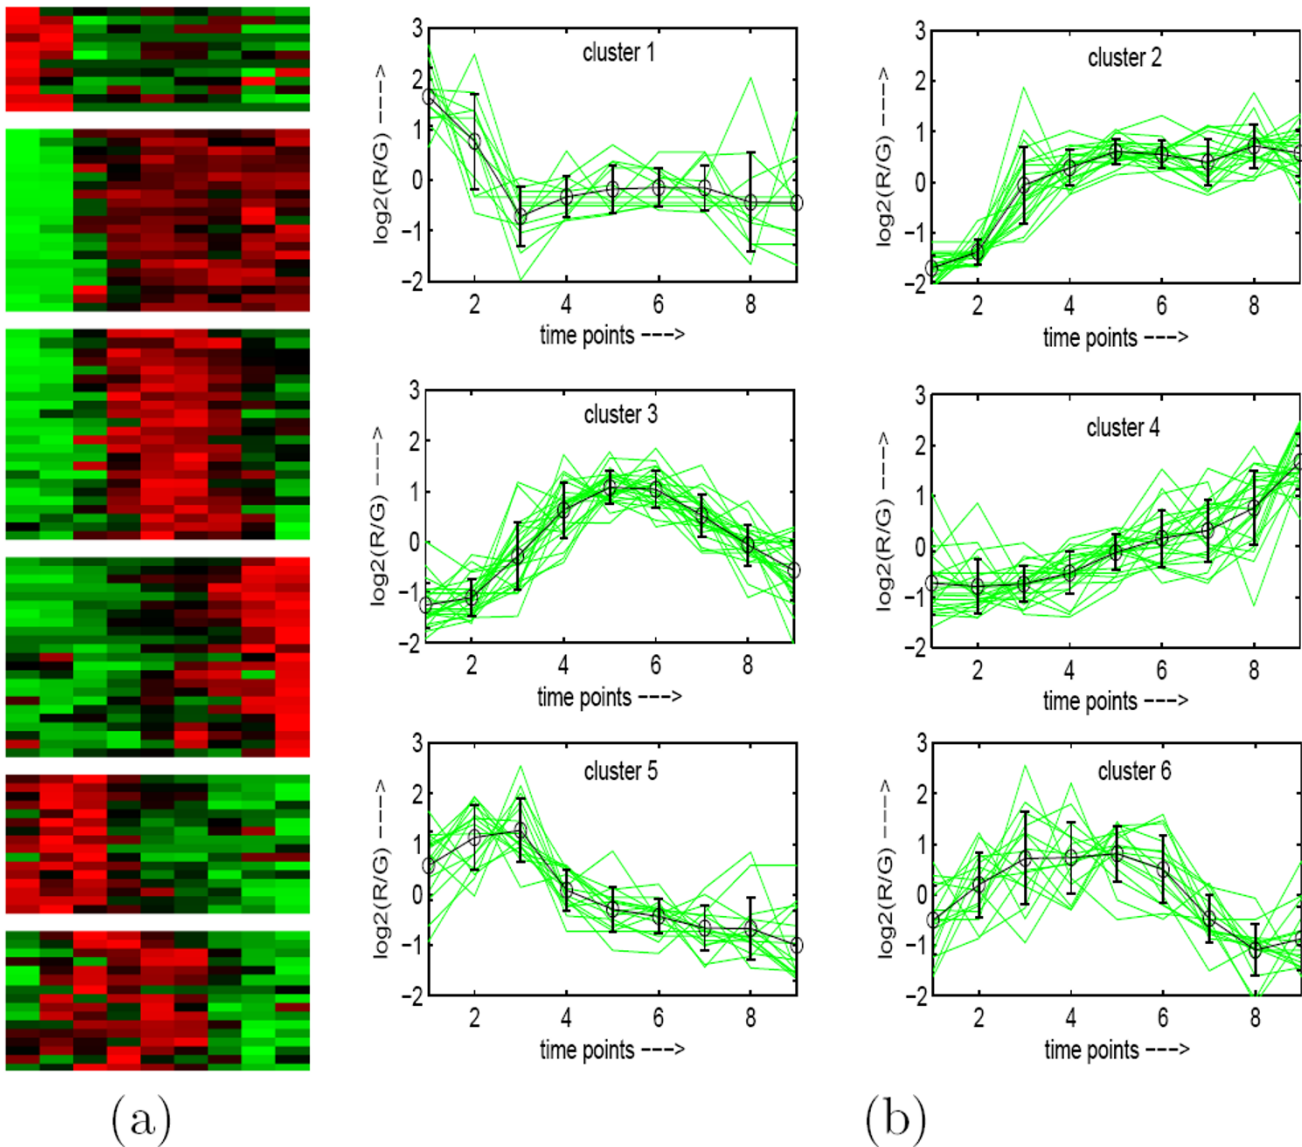 3
2
1
0
−1
−2
log2(R/G) −−−−>
cluster 1
2 4 6 8
time points −−−>
3
2
1
0
−1
−2
log2(R/G) −−−−>
cluster 2
2 4 6 8
time points −−−>
3
2
1
0
−1
−2
log2(R/G) −−−−>
cluster 3
2 4 6 8
time points −−−>
3
2
1
0
−1
−2
log2(R/G) −−−−>
cluster 4
2 4 6 8
time points −−−>
3
2
1
0
−1
−2
log2(R/G) −−−−>
cluster 5
2 4 6 8
time points −−−>
3
2
1
0
−1
−2
log2(R/G) −−−−>
cluster 6
2 4 6 8
time points −−−>
(a) (b)